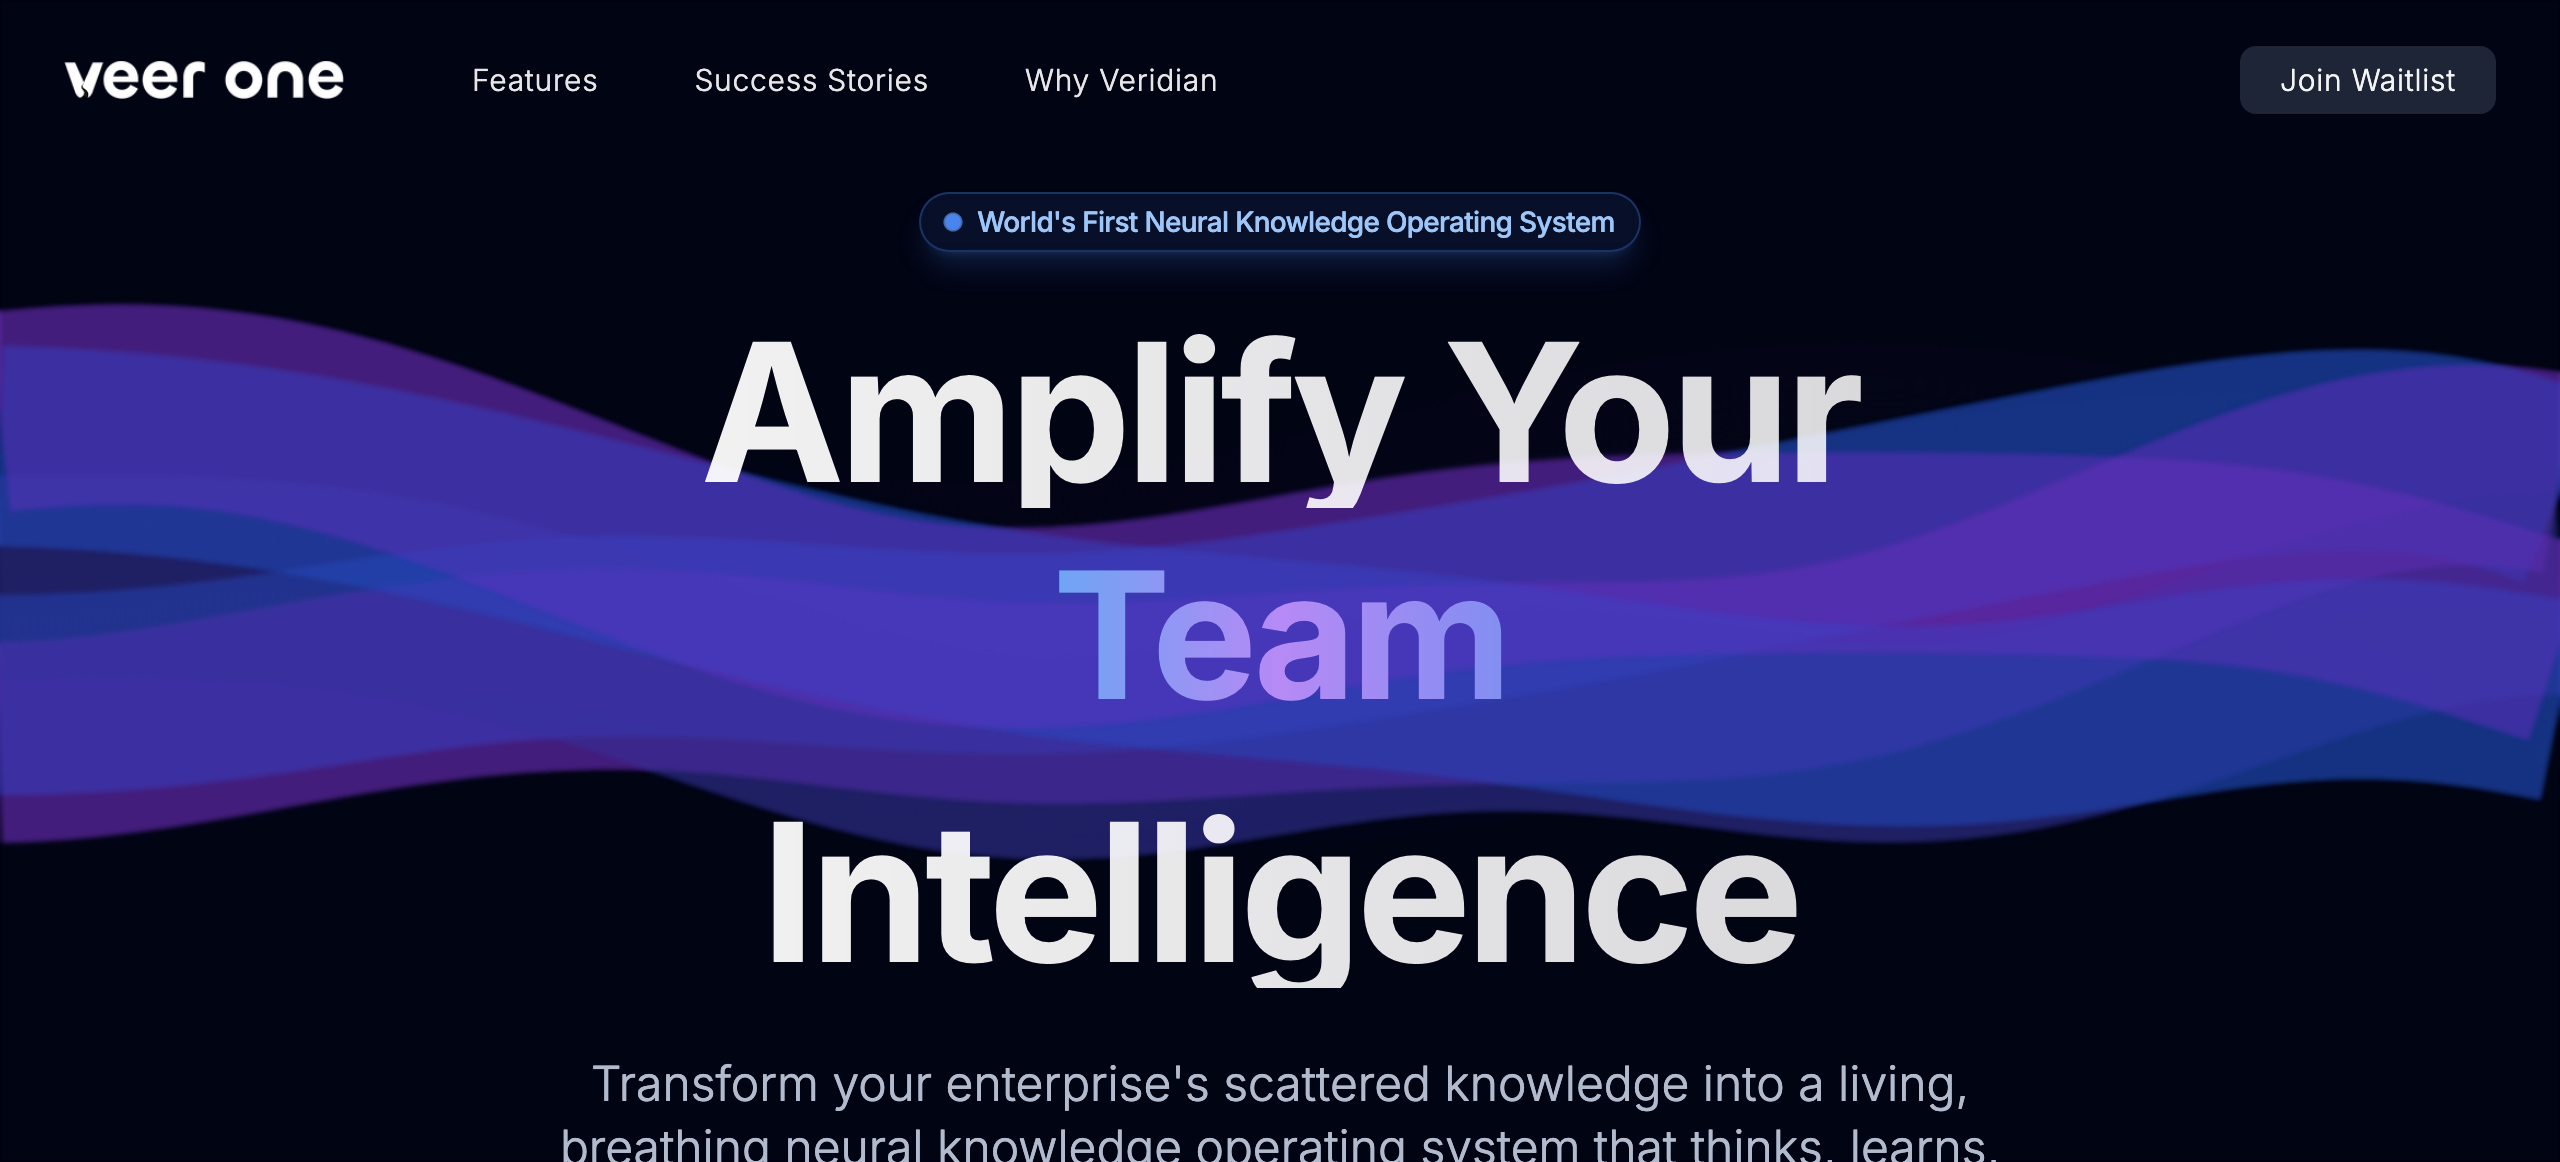 veer one
Features
Success Stories
Why Veridian
Join Waitlist
World's First Neural Knowledge Operating System
Amplify Your
Team
Intelligence
Transform your enterprise's scattered knowledge into a living,
breathing neural knowledge operating system that thinks, learns,